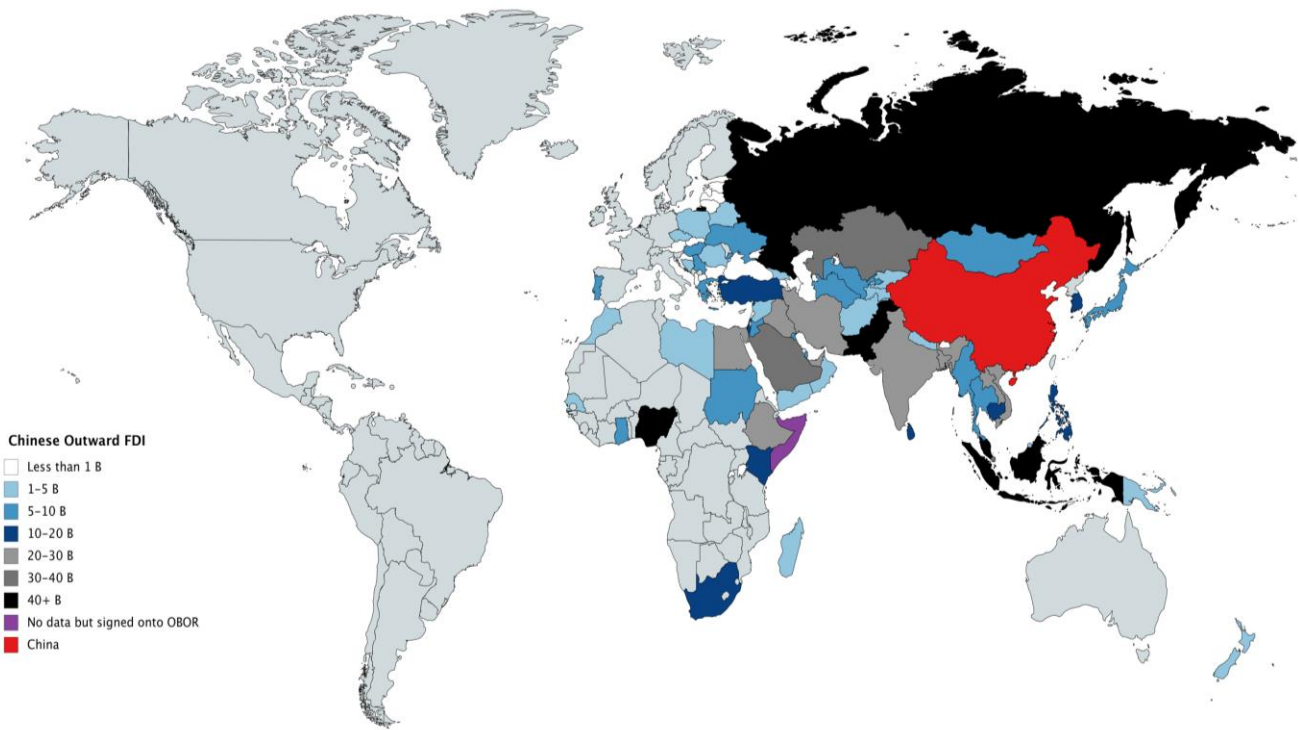 Chinese Outward FDI
Less than 1 B
1-5 B
5-10 B
10-20 B
20-30 B
30-40 B
40+ B
No data but signed onto OBOR
China